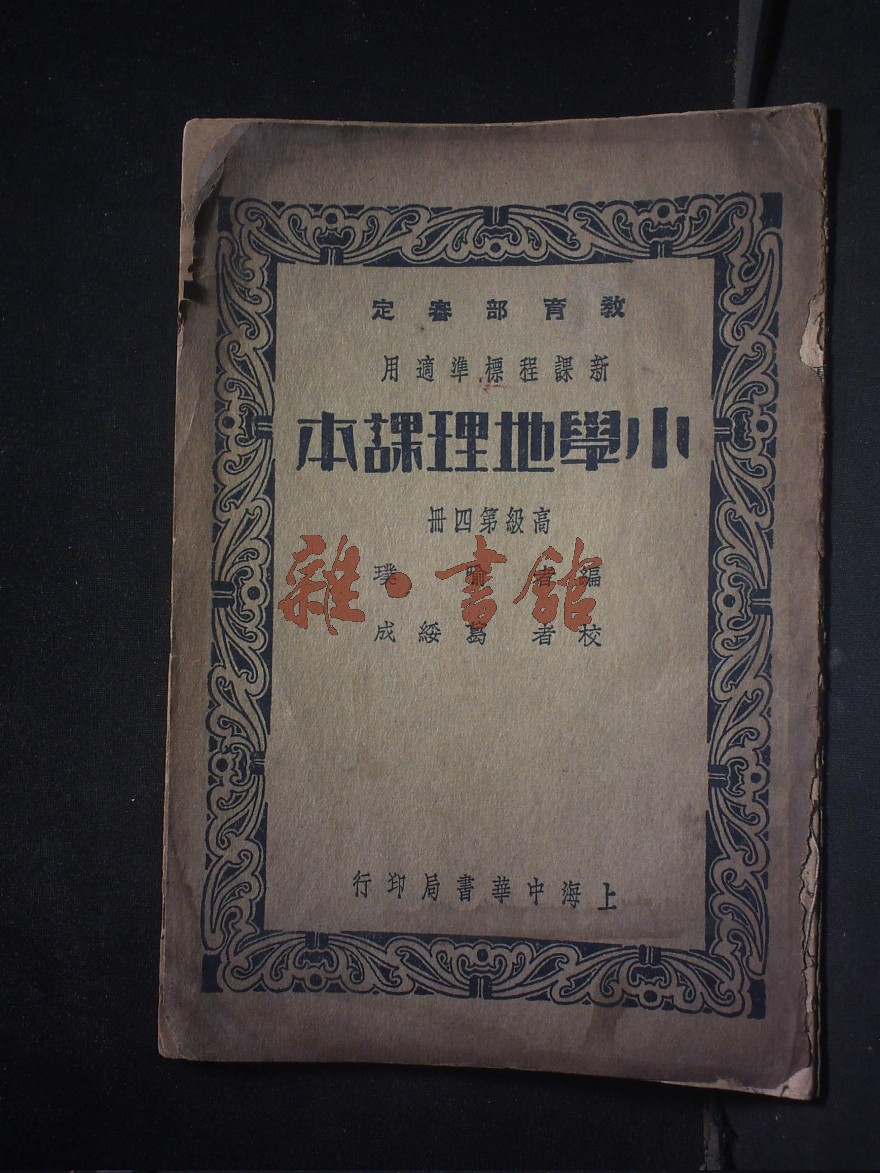 教育部審定
新課程標準適用
小學地理課本
高級第四冊
編者 喻璞
校者 葛綏成
上海中華書局印行
雜·書館